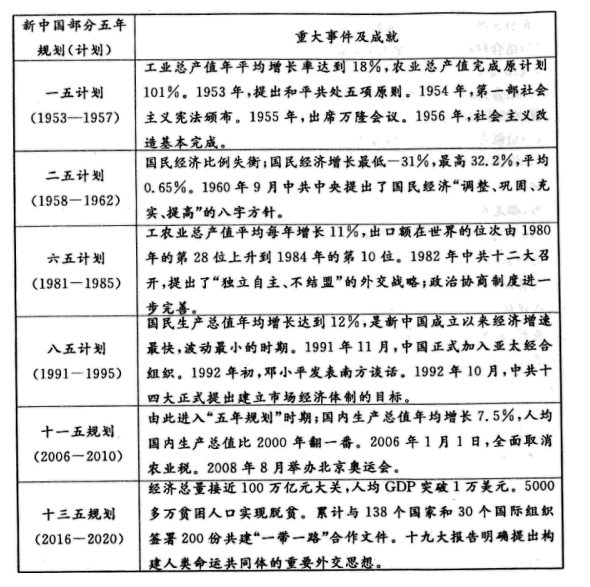 新中国部分五年
规划(计划)
重大事件及成就
一五计划
(1953—1957)
工业总产值年平均增长率达到18%,农业总产值完成原计划
101%。1953年,提出和平共处五项原则。1954年,第一部社会
主义宪法颁布。1955年,出席万隆会议。1956年,社会主义改
造基本完成。
二五计划
(1958—1962)
国民经济比例失衡;国民经济增长最低—31%,最高32.2%,平均
0.65%。1960年9月中共中央提出了国民经济“调整、巩固、充
实、提高”的八字方针。
六五计划
(1981—1985)
工农业总产值平均每年增长11%,出口额在世界的位次由1980
年的第28位上升到1984年的第10位。1982年中共十二大召
开,提出了“独立自主、不结盟”的外交战略;政治协商制度进一
步完善。
八五计划
(1991—1995)
国民生产总值年均增长达到12%,是新中国成立以来经济增速
最快,波动最小的时期。1991年11月,中国正式加入亚太经合
组织。1992年初,邓小平发表南方谈话。1992年10月,中共十
四大正式提出建立市场经济体制的目标。
十一五规划
(2006—2010)
由此进入“五年规划”时期;国内生产总值年均增长7.5%,人均
国内生产总值比2000年翻一番。2006年1月1日,全面取消
农业税。2008年8月举办北京奥运会。
十三五规划
(2016—2020)
经济总量接近100万亿元大关,人均GDP突破1万美元。5000
多万贫困人口实现脱贫。累计与138个国家和30个国际组织
签署200份共建“一带一路”合作文件。十九大报告明确提出构
建人类命运共同体的重要外交思想。